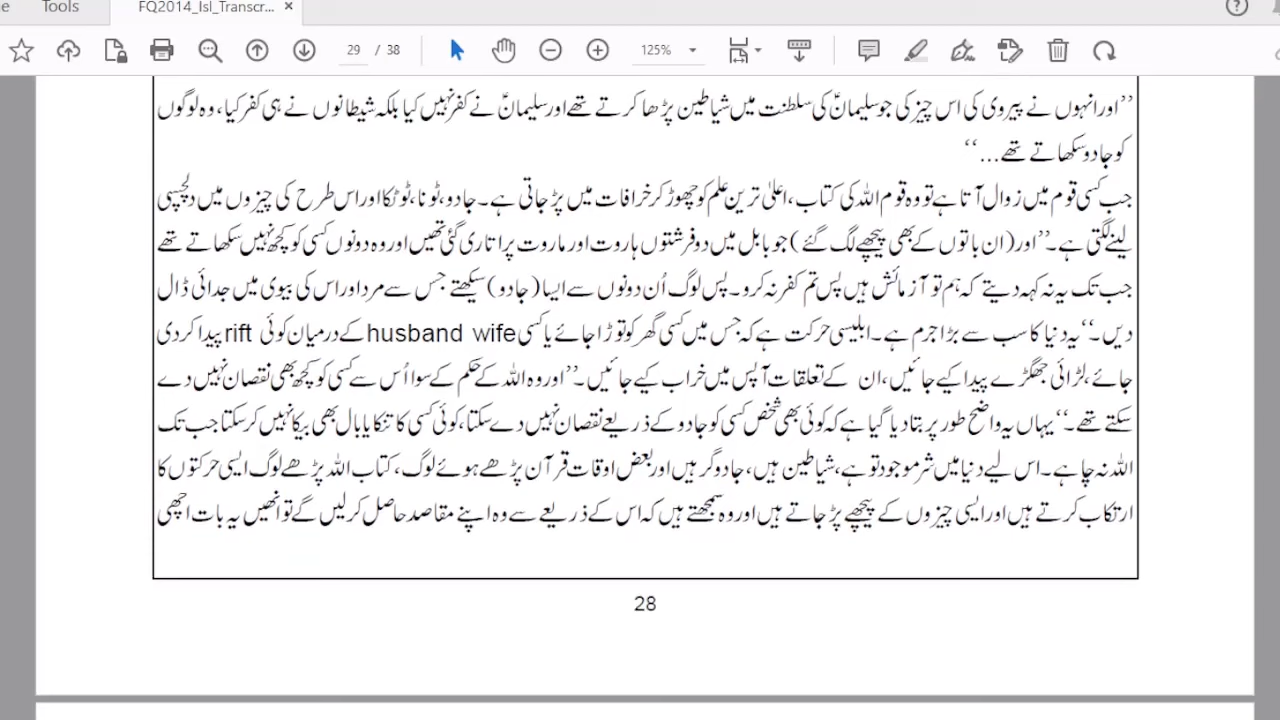 Tools
FQ2014_Isl_Transcr... ×
29 / 38
125%
’’اور انہوں نے پیروی کی اس چیز کی جو سلیمانؑ کی سلطنت میں شیاطین پڑھا کرتے تھے اور سلیمانؑ نے کفر نہیں کیا بلکہ شیطانوں نے ہی کفر کیا، وہ لوگوں
کو جادو سکھاتے تھے...‘‘
جب کسی قوم میں زوال آتا ہے تو وہ قوم اللہ کی کتاب، اعلیٰ ترین علم کو چھوڑ کر خرافات میں پڑ جاتی ہے۔ جادو، ٹونا، ٹوٹکا اور اس طرح کی چیزوں میں دلچسپی
لینے لگتی ہے۔ ’’اور (ان باتوں کے بھی پیچھے لگ گئے) جو بابل میں دو فرشتوں ہاروت اور ماروت پر اتاری گئی تھیں اور وہ دونوں کسی کو کچھ نہیں سکھاتے تھے
جب تک یہ نہ کہہ دیتے کہ ہم تو آزمائش ہیں پس تم کفر نہ کرو۔ پس لوگ اُن دونوں سے ایسا (جادو) سیکھتے جس سے مرد اور اس کی بیوی میں جدائی ڈال
دیں۔‘‘ یہ دنیا کا سب سے بڑا جرم ہے۔ ابلیسی حرکت ہے کہ جس میں کسی گھر کو توڑا جائے یا کسی husband wife کے درمیان کوئی rift پیدا کر دی
جائے، لڑائی جھگڑے پیدا کیے جائیں، ان کے تعلقات آپس میں خراب کیے جائیں۔ ’’اور وہ اللہ کے حکم کے سوا اُس سے کسی کو کچھ بھی نقصان نہیں دے
سکتے تھے۔‘‘ یہاں یہ واضح طور پر بتا دیا گیا ہے کہ کوئی بھی شخص کسی کو جادو کے ذریعے نقصان نہیں دے سکتا، کوئی کسی کا تنکا یا بال بھی بیکا نہیں کر سکتا جب تک
اللہ نہ چاہے۔ اس لیے دنیا میں شر موجود تو ہے، شیاطین ہیں، جادوگر ہیں اور بعض اوقات قرآن پڑھے ہوئے لوگ، کتاب اللہ پڑھے لوگ ایسی حرکتوں کا
ارتکاب کرتے ہیں اور ایسی چیزوں کے پیچھے پڑ جاتے ہیں اور وہ سمجھتے ہیں کہ اس کے ذریعے سے وہ اپنے مقاصد حاصل کر لیں گے تو انھیں یہ بات اچھی
28